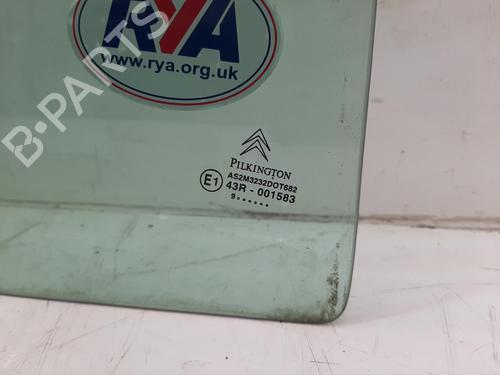 RYA
www.rya.org.uk
B-PARTS
PILKINGTON
AS2M3232DOT682
E1 43R - 001583
9......